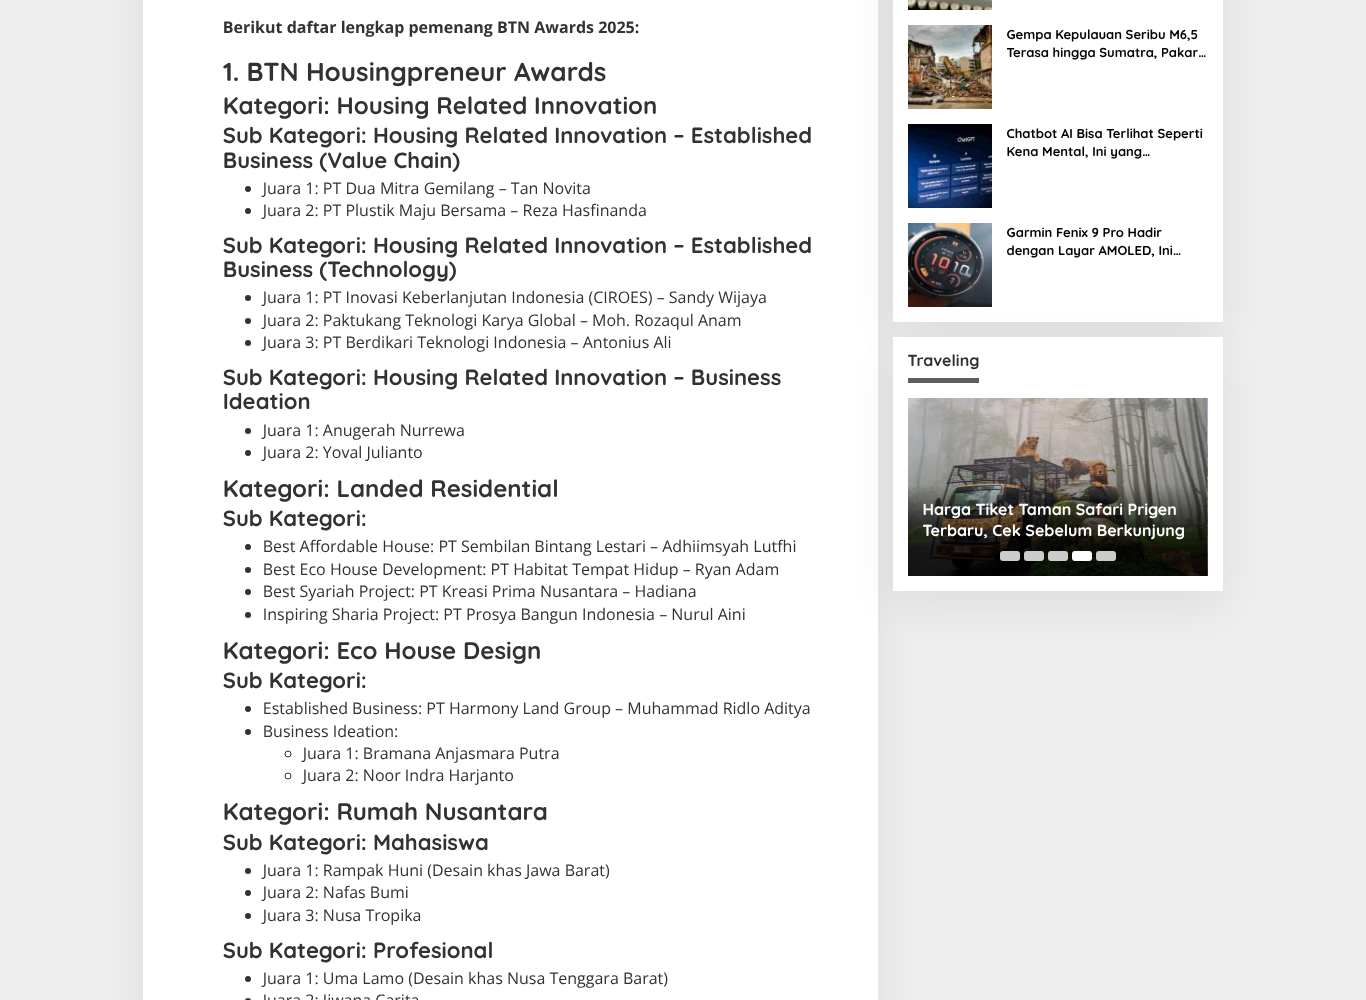 Berikut daftar lengkap pemenang BTN Awards 2025:
1. BTN Housingpreneur Awards
Kategori: Housing Related Innovation
Sub Kategori: Housing Related Innovation – Established
Business (Value Chain)
Juara 1: PT Dua Mitra Gemilang – Tan Novita
Juara 2: PT Plustik Maju Bersama – Reza Hasfinanda
Sub Kategori: Housing Related Innovation – Established
Business (Technology)
Juara 1: PT Inovasi Keberlanjutan Indonesia (CIROES) – Sandy Wijaya
Juara 2: Paktukang Teknologi Karya Global – Moh. Rozaqul Anam
Juara 3: PT Berdikari Teknologi Indonesia – Antonius Ali
Sub Kategori: Housing Related Innovation – Business
Ideation
Juara 1: Anugerah Nurrewa
Juara 2: Yoval Julianto
Kategori: Landed Residential
Sub Kategori:
Best Affordable House: PT Sembilan Bintang Lestari – Adhiimsyah Lutfhi
Best Eco House Development: PT Habitat Tempat Hidup – Ryan Adam
Best Syariah Project: PT Kreasi Prima Nusantara – Hadiana
Inspiring Sharia Project: PT Prosya Bangun Indonesia – Nurul Aini
Kategori: Eco House Design
Sub Kategori:
Established Business: PT Harmony Land Group – Muhammad Ridlo Aditya
Business Ideation:
Juara 1: Bramana Anjasmara Putra
Juara 2: Noor Indra Harjanto
Kategori: Rumah Nusantara
Sub Kategori: Mahasiswa
Juara 1: Rampak Huni (Desain khas Jawa Barat)
Juara 2: Nafas Bumi
Juara 3: Nusa Tropika
Sub Kategori: Profesional
Juara 1: Uma Lamo (Desain khas Nusa Tenggara Barat)
Gempa Kepulauan Seribu M6,5
Terasa hingga Sumatra, Pakar…
Chatbot AI Bisa Terlihat Seperti
Kena Mental, Ini yang…
ChatGPT
Garmin Fenix 9 Pro Hadir
dengan Layar AMOLED, Ini…
Traveling
Harga Tiket Taman Safari Prigen
Terbaru, Cek Sebelum Berkunjung